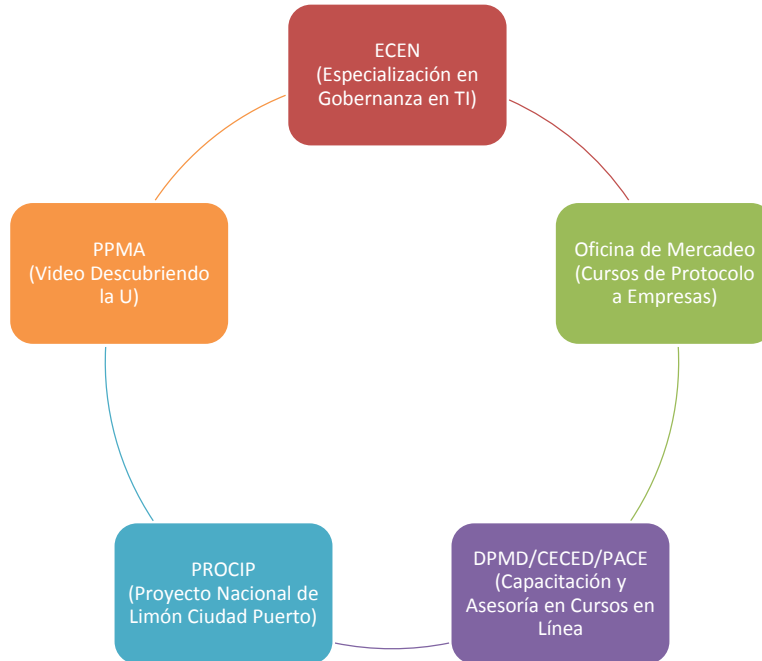 ECEN
(Especialización en
Gobernanza en TI)
PPMA
(Video Descubriendo
la U)
Oficina de Mercadeo
(Cursos de Protocolo
a Empresas)
PROCIP
(Proyecto Nacional de
Limón Ciudad Puerto)
DPMD/CECED/PACE
(Capacitación y
Asesoría en Cursos en
Línea